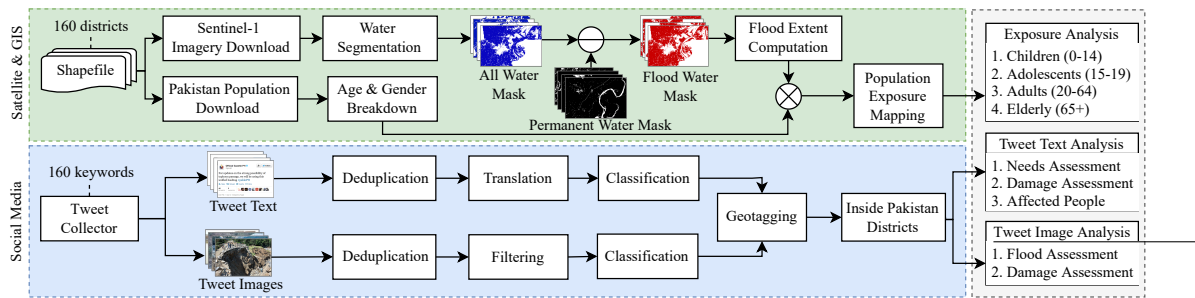 Satellite & GIS
160 districts
Shapefile
Sentinel-1
Imagery Download
Water
Segmentation
All Water
Mask
Flood Water
Mask
Permanent Water Mask
Flood Extent
Computation
Pakistan Population
Download
Age & Gender
Breakdown
Population
Exposure
Mapping
Exposure Analysis
1. Children (0-14)
2. Adolescents (15-19)
3. Adults (20-64)
4. Elderly (65+)
Social Media
160 keywords
Tweet
Collector
Tweet Text
Deduplication
Translation
Classification
Tweet Images
Deduplication
Filtering
Classification
Geotagging
Inside Pakistan
Districts
Tweet Text Analysis
1. Needs Assessment
2. Damage Assessment
3. Affected People
Tweet Image Analysis
1. Flood Assessment
2. Damage Assessment